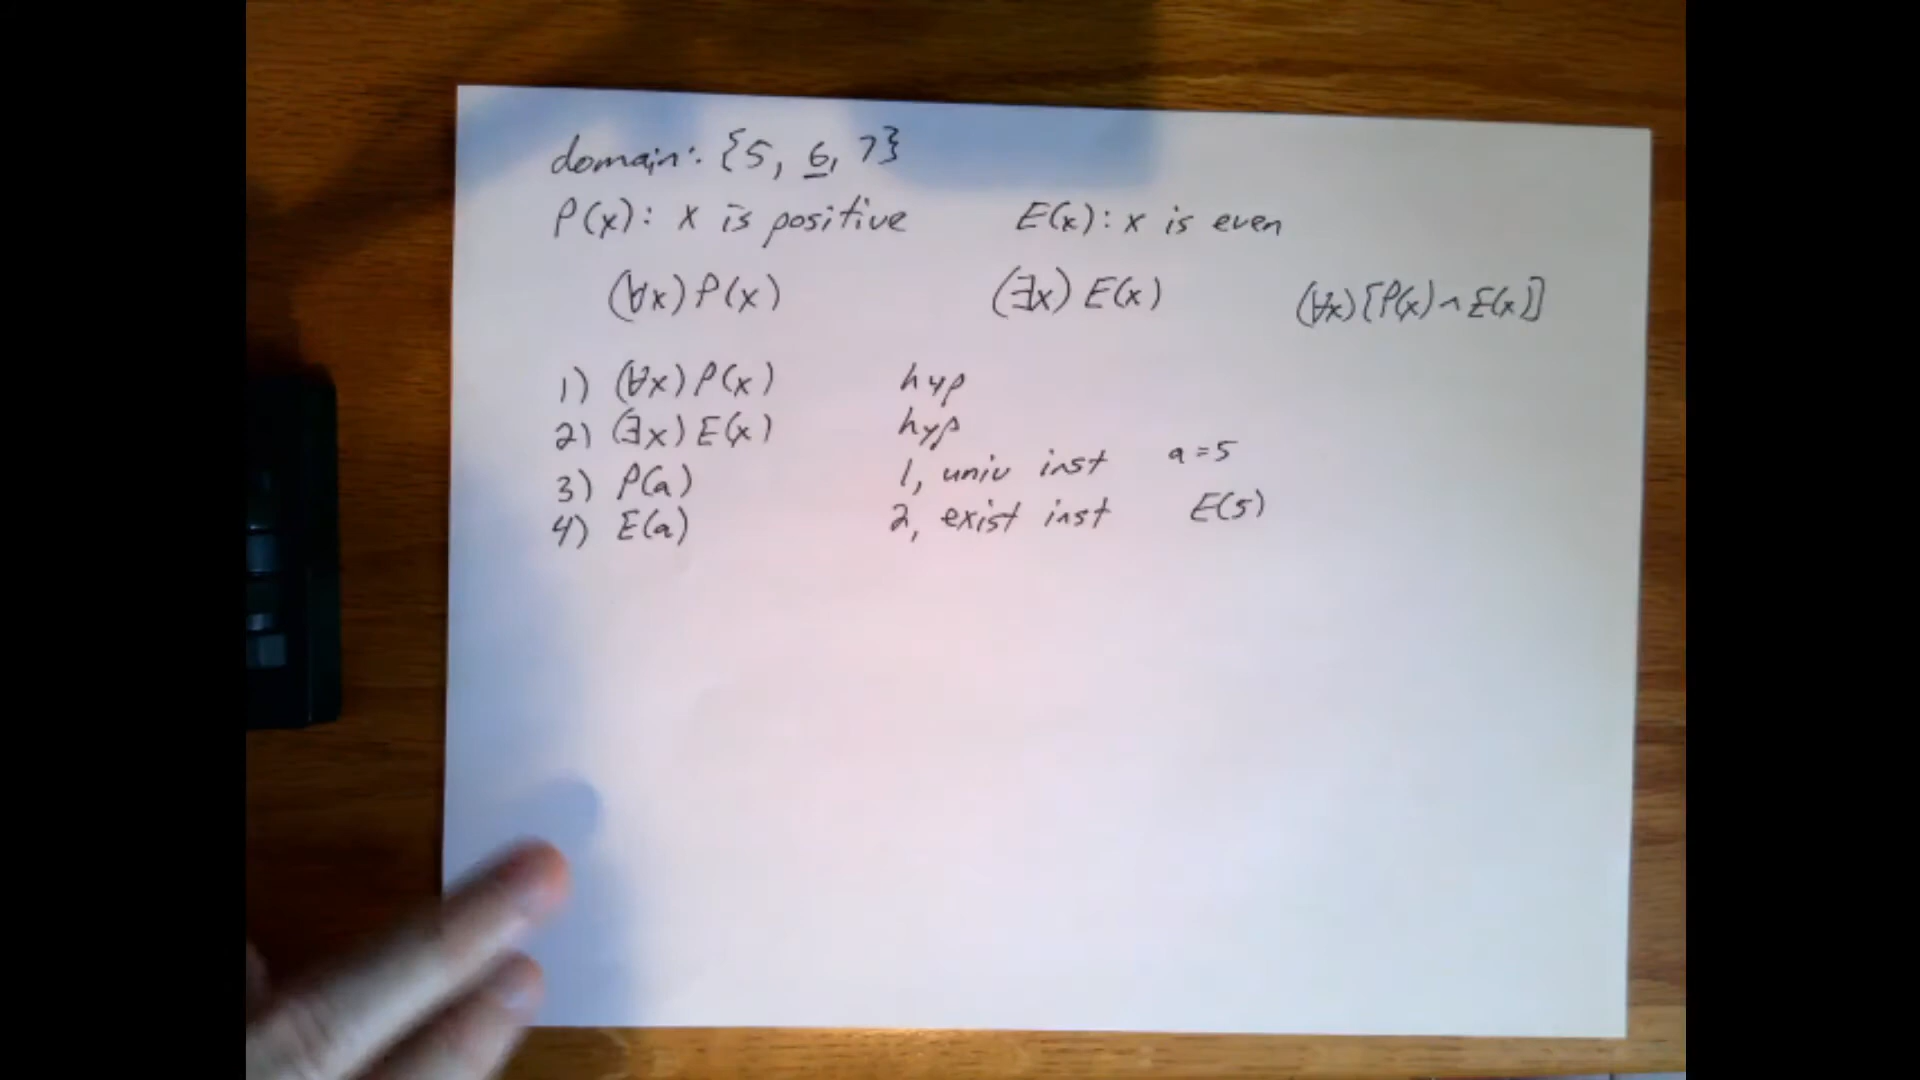 domain: {5, 6, 7}
P(x): x is positive E(x): x is even
(∀x) P(x) (∃x) E(x) (∀x)[P(x) ∧ E(x)]
1) (∀x) P(x) hyp
2) (∃x) E(x) hyp
3) P(a) 1, univ inst a = 5
4) E(a) 2, exist inst E(5)